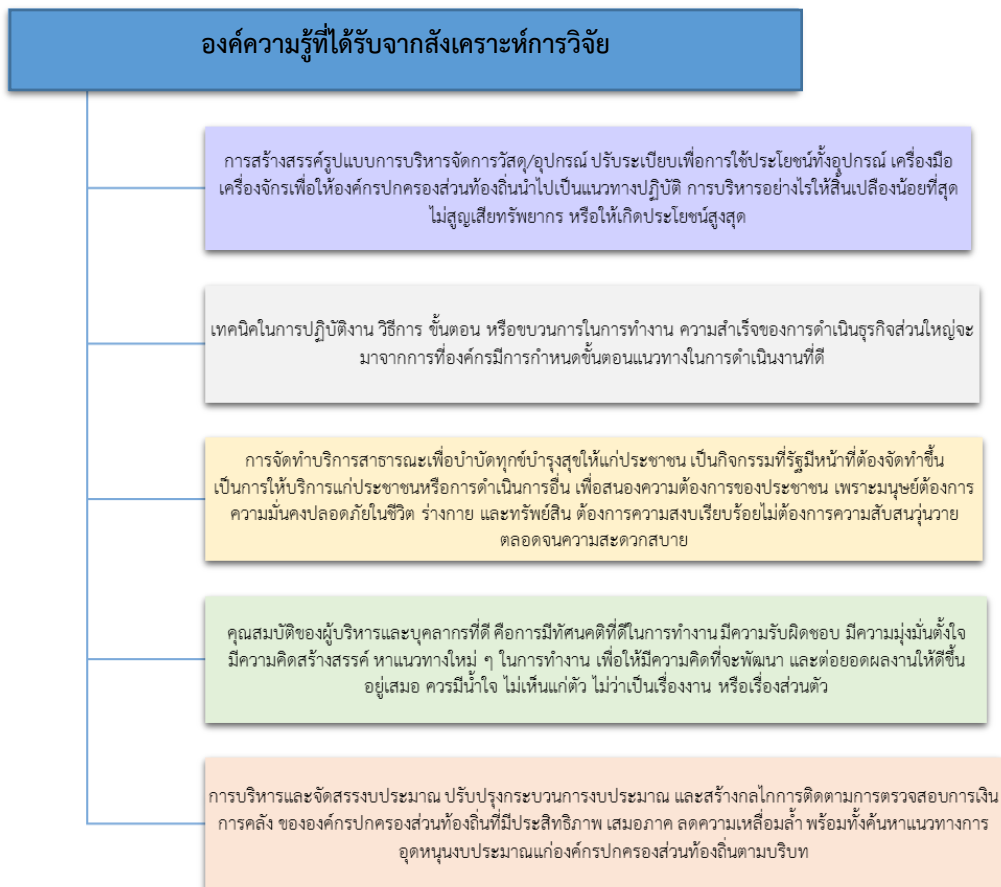 องค์ความรู้ที่ได้รับจากสังเคราะห์การวิจัย
การสร้างสรรค์รูปแบบการบริหารจัดการวัสดุ/อุปกรณ์ ปรับระเบียบเพื่อการใช้ประโยชน์ทั้งอุปกรณ์ เครื่องมือ
เครื่องจักรเพื่อให้องค์กรปกครองส่วนท้องถิ่นนำไปเป็นแนวทางปฏิบัติ การบริหารอย่างไรให้สิ้นเปลืองน้อยที่สุด
ไม่สูญเสียทรัพยากร หรือให้เกิดประโยชน์สูงสุด
เทคนิคในการปฏิบัติงาน วิธีการ ขั้นตอน หรือขบวนการในการทำงาน ความสำเร็จของการดำเนินธุรกิจส่วนใหญ่จะ
มาจากการที่องค์กรมีการกำหนดขั้นตอนแนวทางในการดำเนินงานที่ดี
การจัดทำบริการสาธารณะเพื่อบำบัดทุกข์บำรุงสุขให้แก่ประชาชน เป็นกิจกรรมที่รัฐมีหน้าที่ต้องจัดทำขึ้น
เป็นการให้บริการแก่ประชาชนหรือการดำเนินการอื่น เพื่อสนองความต้องการของประชาชน เพราะมนุษย์ต้องการ
ความมั่นคงปลอดภัยในชีวิต ร่างกาย และทรัพย์สิน ต้องการความสงบเรียบร้อยไม่ต้องการความสับสนวุ่นวาย
ตลอดจนความสะดวกสบาย
คุณสมบัติของผู้บริหารและบุคลากรที่ดี คือการมีทัศนคติที่ดีในการทำงาน มีความรับผิดชอบ มีความมุ่งมั่นตั้งใจ
มีความคิดสร้างสรรค์ หาแนวทางใหม่ ๆ ในการทำงาน เพื่อให้มีความคิดที่จะพัฒนา และต่อยอดผลงานให้ดีขึ้น
อยู่เสมอ ควรมีน้ำใจ ไม่เห็นแก่ตัว ไม่ว่าเป็นเรื่องงาน หรือเรื่องส่วนตัว
การบริหารและจัดสรรงบประมาณ ปรับปรุงกระบวนการงบประมาณ และสร้างกลไกการติดตามการตรวจสอบการเงิน
การคลัง ขององค์กรปกครองส่วนท้องถิ่นที่มีประสิทธิภาพ เสมอภาค ลดความเหลื่อมล้ำ พร้อมทั้งค้นหาแนวทางการ
อุดหนุนงบประมาณแก่องค์กรปกครองส่วนท้องถิ่นตามบริบท